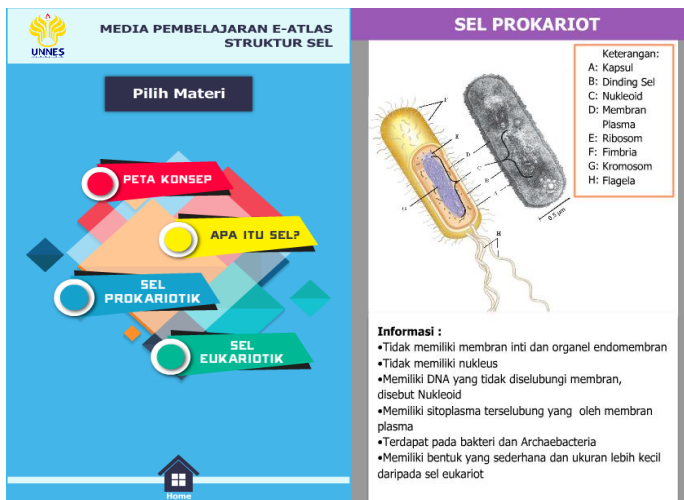 UNNES
MEDIA PEMBELAJARAN E-ATLAS
STRUKTUR SEL
Pilih Materi
PETA KONSEP
APA ITU SEL?
SEL
PROKARIOTIK
SEL
EUKARIOTIK
Home
SEL PROKARIOT
Keterangan:
A: Kapsul
B: Dinding Sel
C: Nukleoid
D: Membran
Plasma
E: Ribosom
F: Fimbria
G: Kromosom
H: Flagela
D
C
G
H
0.5 µm
Informasi :
•Tidak memiliki membran inti dan organel endomembran
•Tidak memiliki nukleus
•Memiliki DNA yang tidak diselubungi membran,
disebut Nukleoid
•Memiliki sitoplasma terselubung yang oleh membran
plasma
•Terdapat pada bakteri dan Archaebacteria
•Memiliki bentuk yang sederhana dan ukuran lebih kecil
daripada sel eukariot